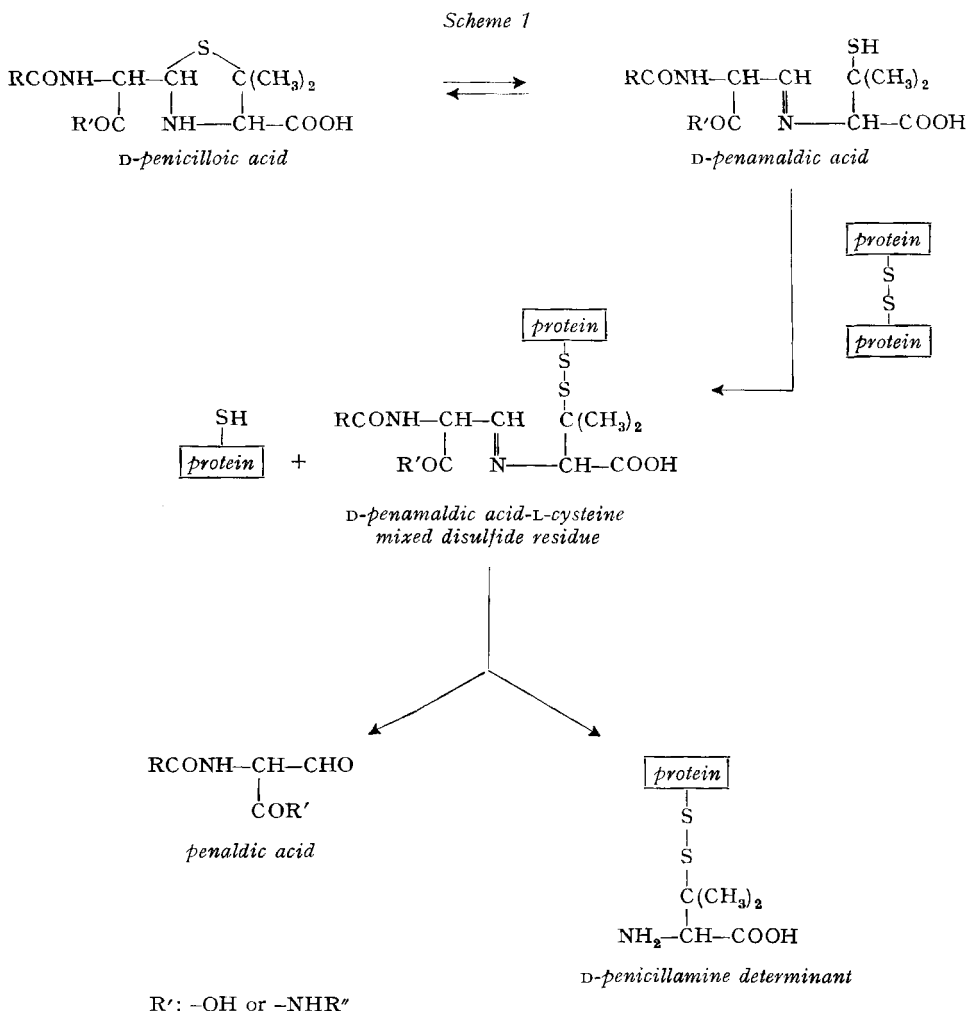 Scheme 1
S
RCONH—CH—CH C(CH₃)₂
R′OC NH——CH—COOH
D-penicilloic acid
SH
RCONH—CH—CH C(CH₃)₂
R′OC N———CH—COOH
D-penamaldic acid
protein
S
S
protein
protein
S
S
SH
protein
+
RCONH—CH—CH C(CH₃)₂
R′OC N———CH—COOH
D-penamaldic acid-L-cysteine
mixed disulfide residue
RCONH—CH—CHO
COR′
penaldic acid
protein
S
S
C(CH₃)₂
NH₂—CH—COOH
D-penicillamine determinant
R′: –OH or –NHR″